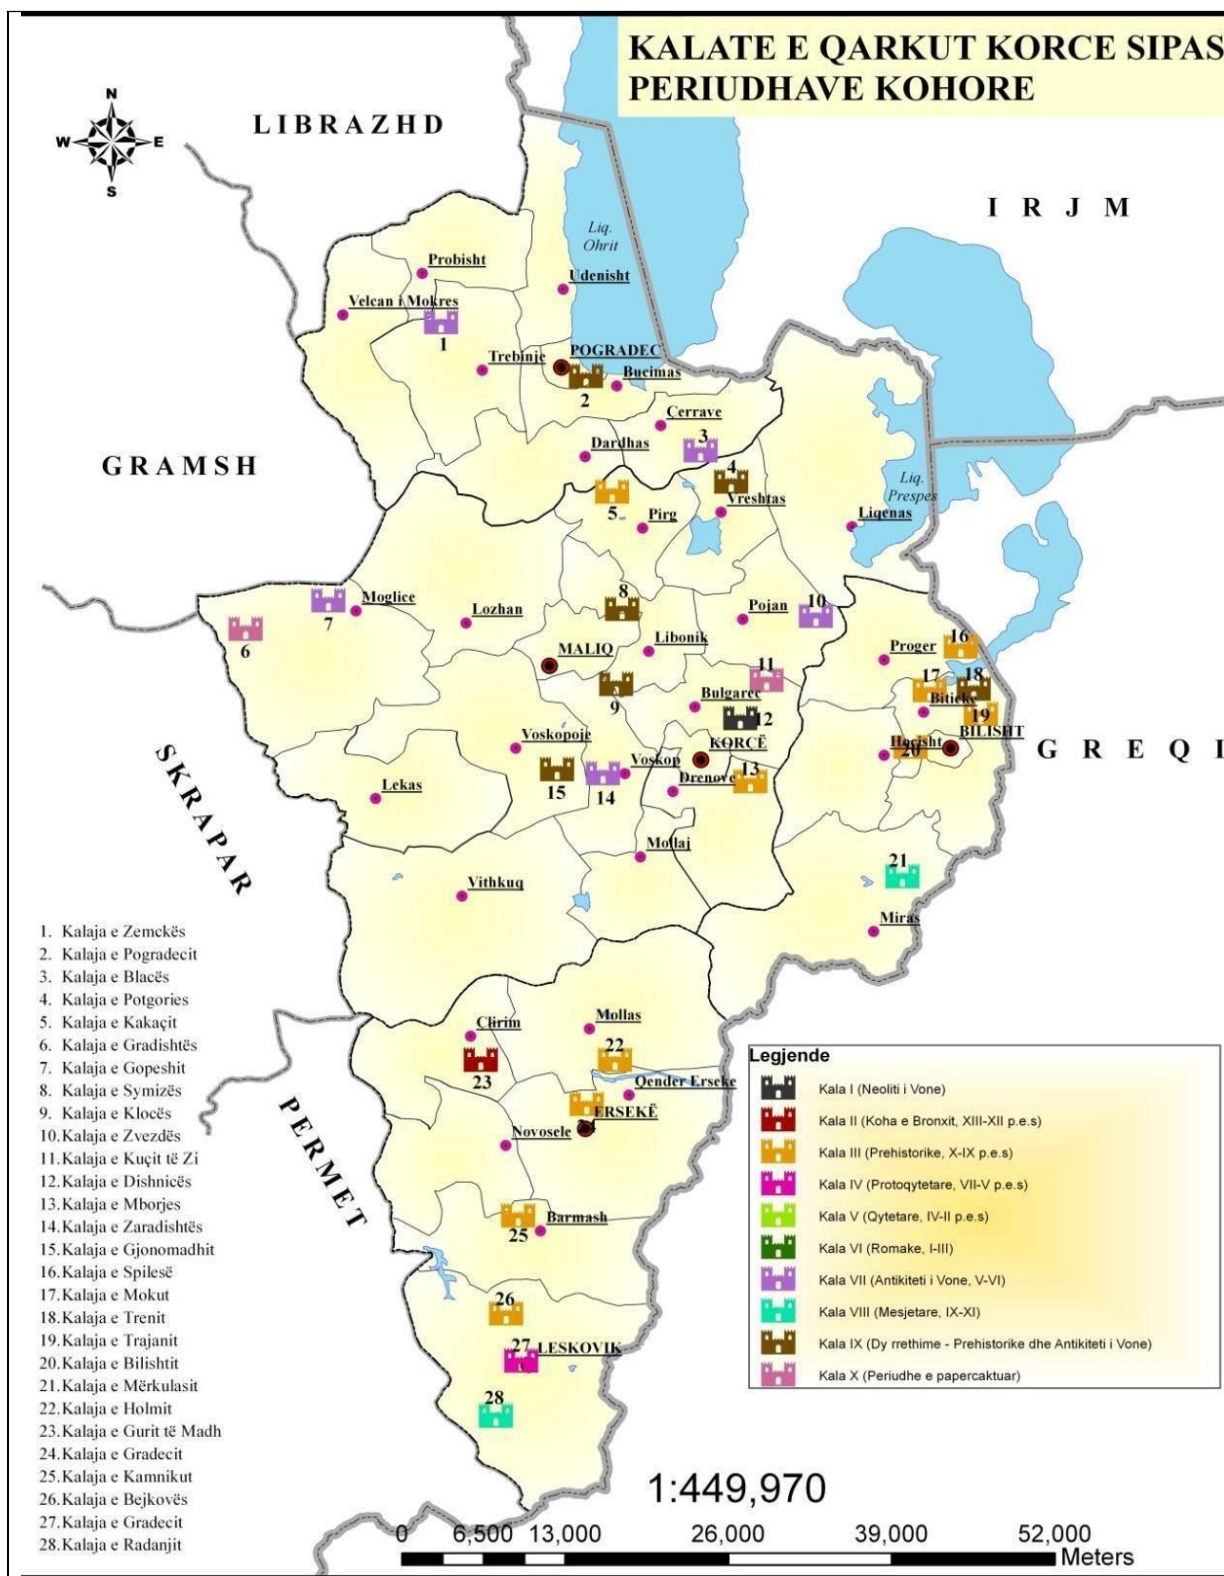 KALATE E QARKUT KORCE SIPAS
PERIUDHAVE KOHORE
N
W E
S
LIBRAZHD
IRJM
Liq.
Ohrit
Probisht
Udenisht
Velcan i Mokres
1
Trebinje
POGRADEC
2
Bucimas
Cerrave
3
Dardhas
GRAMSH
4
5
Vreshtas
Pirg
Liq.
Prespes
Liqenas
8
7
Moglice
6
Lozhan
Pojan
10
MALIQ
Libonik
Proger
16
11
17
18
9
Bulgarec
12
Biticke
19
BILISHT
Voskopoje
KORÇË
Hocisht
20
GREQI
15
14
Voskop
Drenove
13
Lekas
SKRAPAR
Mollaj
21
Vithkuq
Miras
1. Kalaja e Zemckës
2. Kalaja e Pogradecit
3. Kalaja e Blacës
4. Kalaja e Potgories
5. Kalaja e Kakaçit
6. Kalaja e Gradishtës
7. Kalaja e Gopeshit
8. Kalaja e Symizës
9. Kalaja e Klocës
10. Kalaja e Zvezdës
11. Kalaja e Kuçit të Zi
12. Kalaja e Dishnicës
13. Kalaja e Mborjes
14. Kalaja e Zaradishtës
15. Kalaja e Gjonomadhit
16. Kalaja e Spilesë
17. Kalaja e Mokut
18. Kalaja e Trenit
19. Kalaja e Trajanit
20. Kalaja e Bilishtit
21. Kalaja e Mërkulasit
22. Kalaja e Holmit
23. Kalaja e Gurit të Madh
24. Kalaja e Gradecit
25. Kalaja e Kamnikut
26. Kalaja e Bejkovës
27. Kalaja e Gradecit
28. Kalaja e Radanjit
Clirim
Mollas
22
23
Qender Erseke
ERSEKË
24
Novosele
PERMET
25
Barmash
26
27
LESKOVIK
28
Legjende
Kala I (Neoliti i Vone)
Kala II (Koha e Bronxit, XIII-XII p.e.s)
Kala III (Prehistorike, X-IX p.e.s)
Kala IV (Protoqytetare, VII-V p.e.s)
Kala V (Qytetare, IV-II p.e.s)
Kala VI (Romake, I-III)
Kala VII (Antikiteti i Vone, V-VI)
Kala VIII (Mesjetare, IX-XI)
Kala IX (Dy rrethime - Prehistorike dhe Antikiteti i Vone)
Kala X (Periudhe e papercaktuar)
1:449,970
0 6,500 13,000 26,000 39,000 52,000
Meters